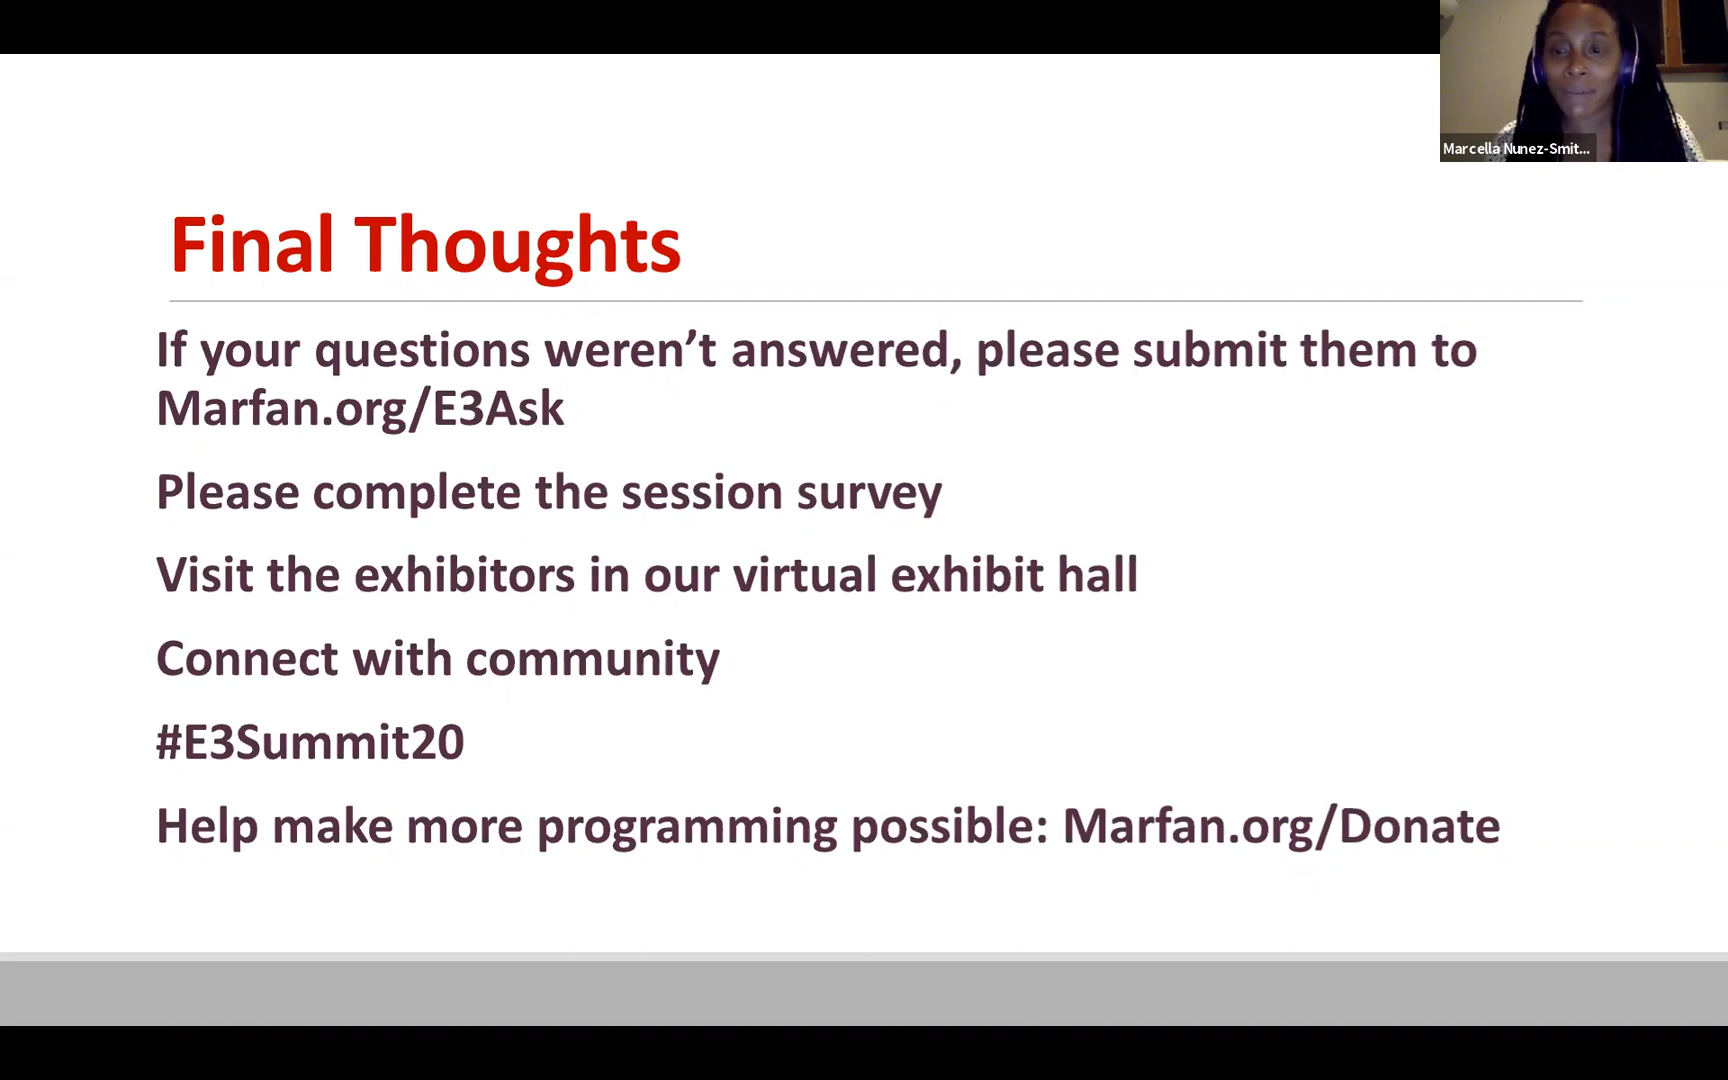 Marcella Nunez-Smit...
Final Thoughts
If your questions weren’t answered, please submit them to
Marfan.org/E3Ask
Please complete the session survey
Visit the exhibitors in our virtual exhibit hall
Connect with community
#E3Summit20
Help make more programming possible: Marfan.org/Donate